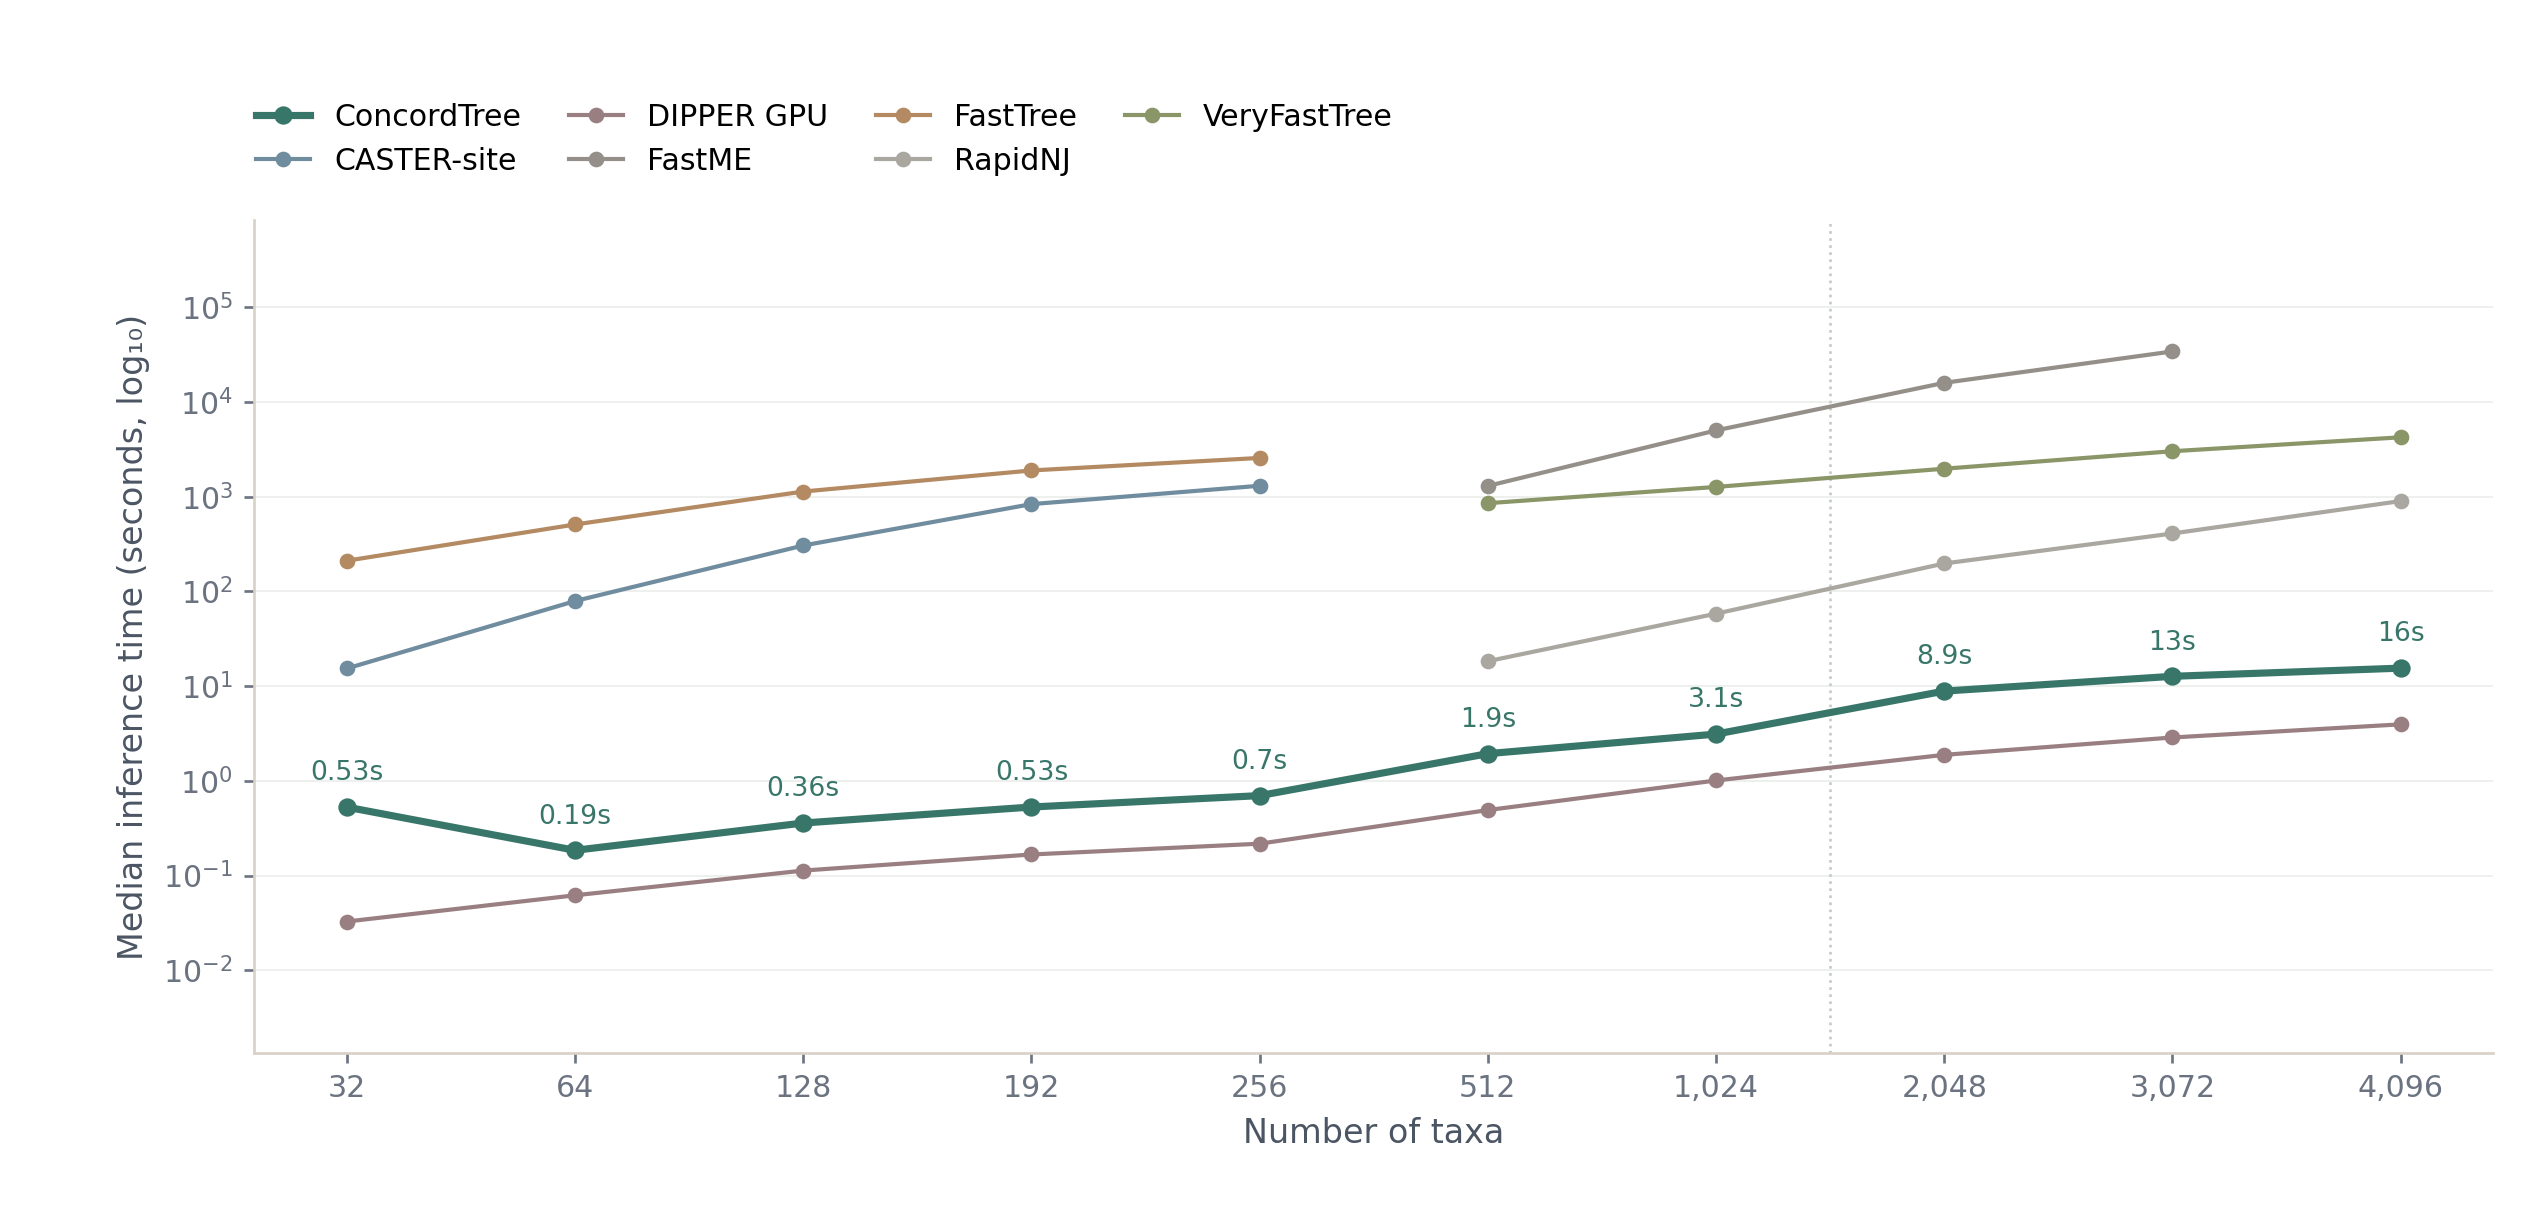 ConcordTree DIPPER GPU FastTree VeryFastTree
CASTER-site FastME RapidNJ
Median inference time (seconds, log₁₀)
10⁵
10⁴
10³
10²
10¹
10⁰
10⁻¹
10⁻²
0.53s
0.19s
0.36s
0.53s
0.7s
1.9s
3.1s
8.9s
13s
16s
32 64 128 192 256 512 1,024 2,048 3,072 4,096
Number of taxa